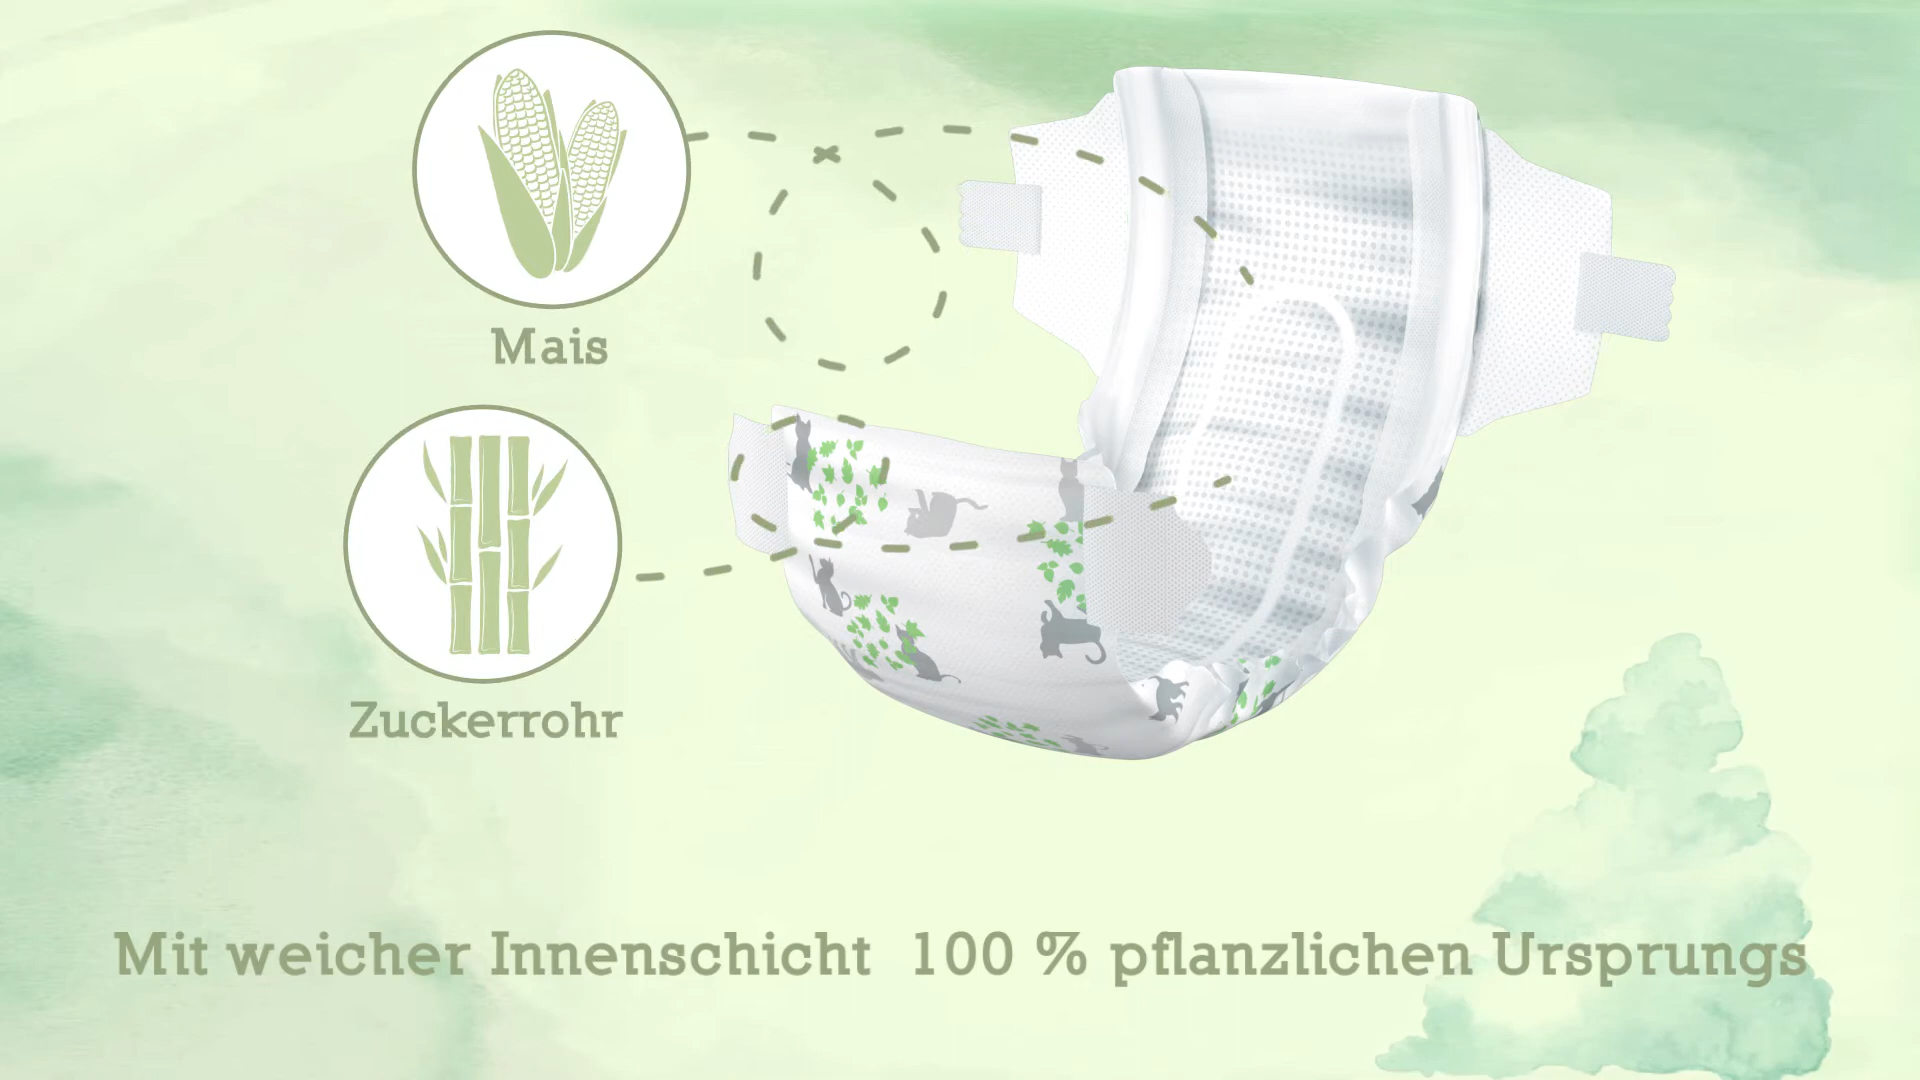 Mais
Zuckerrohr
Mit weicher Innenschicht 100 % pflanzlichen Ursprungs